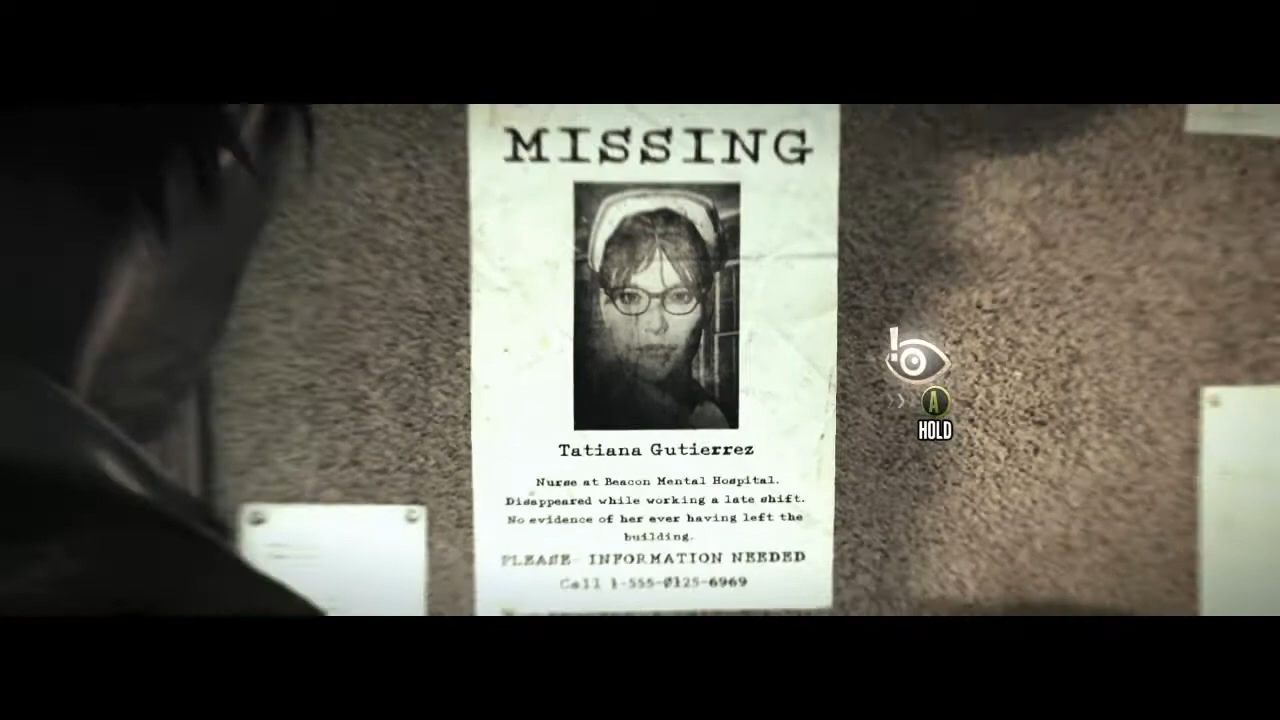 MISSING
Tatiana Gutierrez
Nurse at Beacon Mental Hospital.
Disappeared while working a late shift.
No evidence of her ever having left the
building.
PLEASE- INFORMATION NEEDED
Call 1-555-0125-6969
A
HOLD